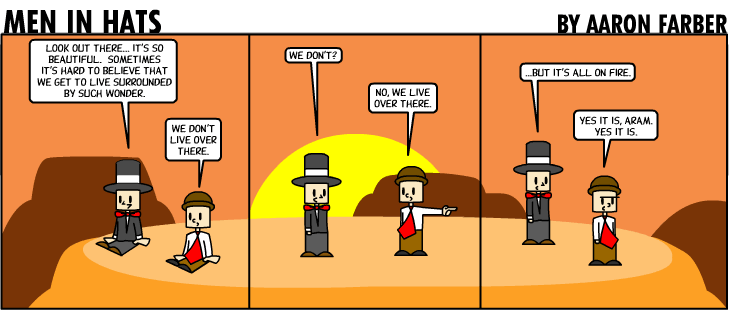 MEN IN HATS
BY AARON FARBER
LOOK OUT THERE... IT'S SO
BEAUTIFUL. SOMETIMES
IT'S HARD TO BELIEVE THAT
WE GET TO LIVE SURROUNDED
BY SUCH WONDER.
WE DON'T
LIVE OVER
THERE.
WE DON'T?
NO, WE LIVE
OVER THERE.
...BUT IT'S ALL ON FIRE.
YES IT IS, ARAM.
YES IT IS.